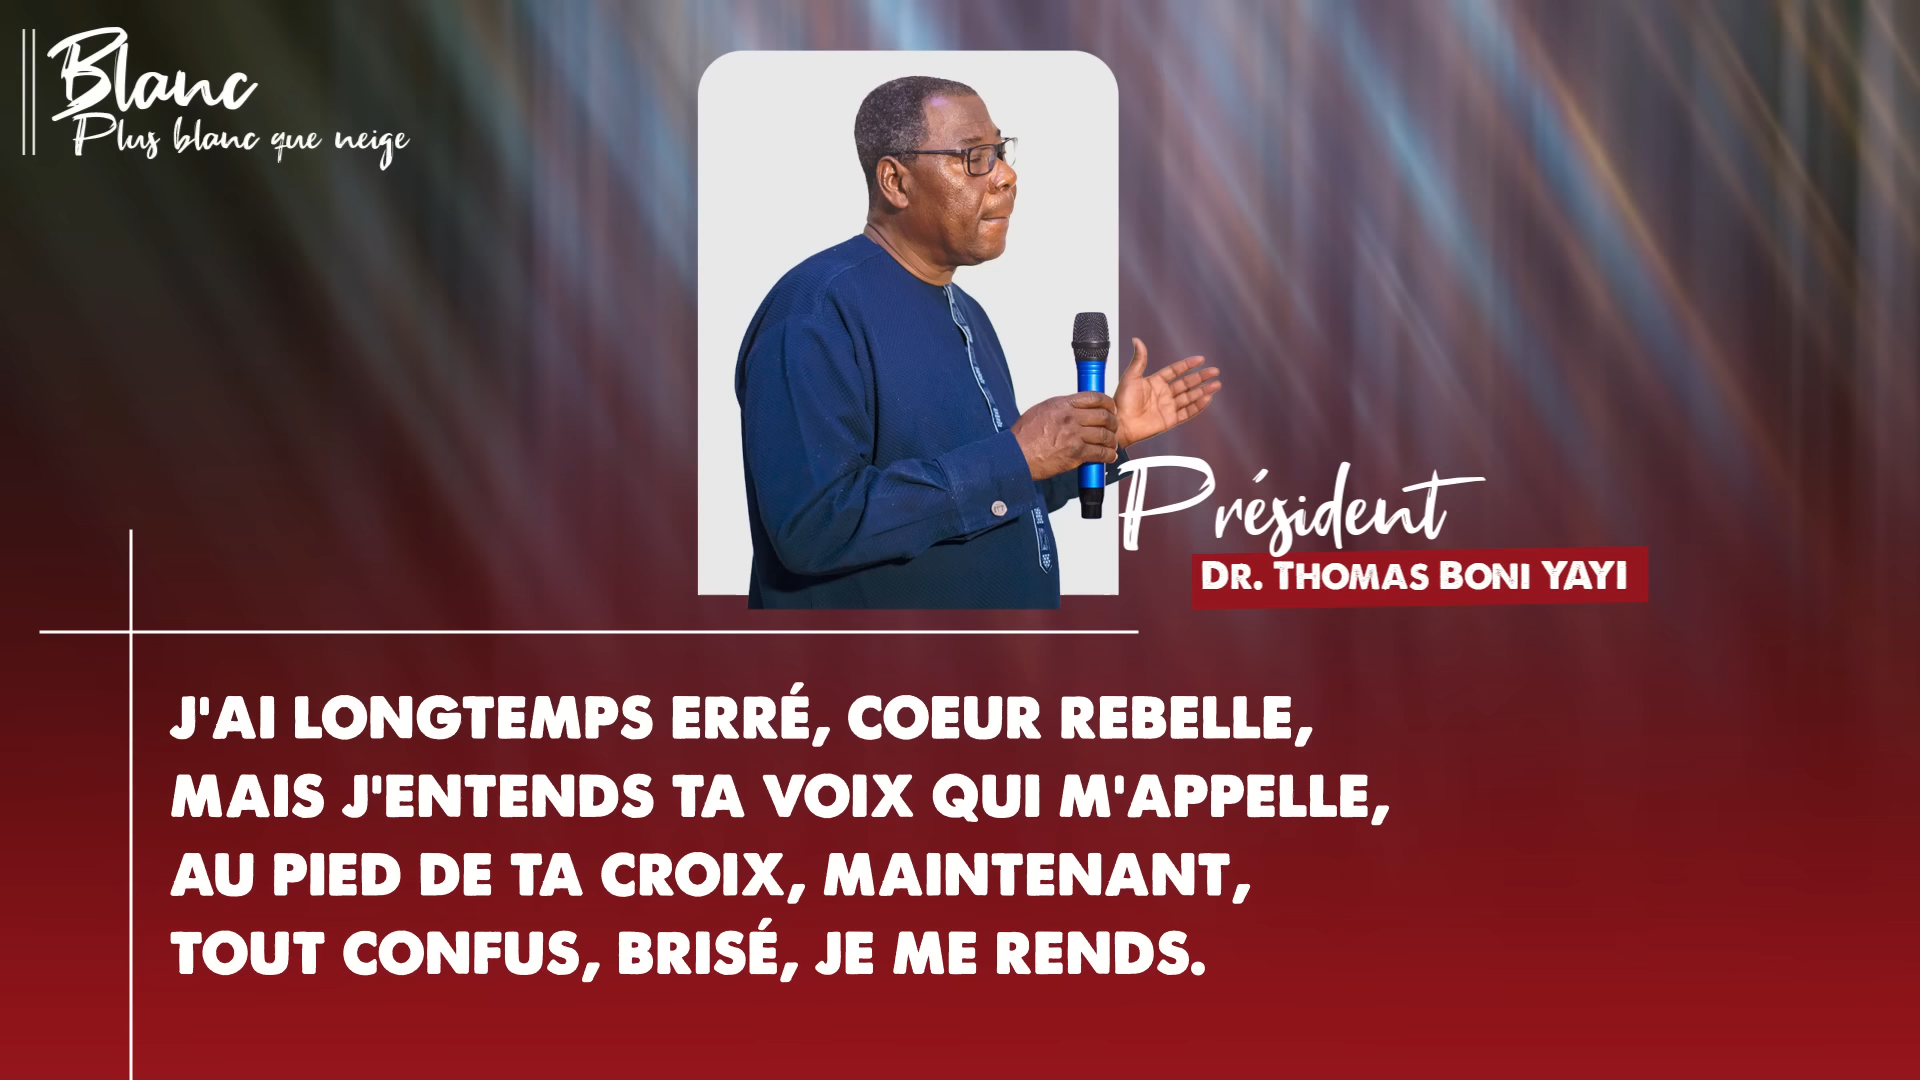 Blanc
Plus blanc que neige
Président
DR. THOMAS BONI YAYI
J'AI LONGTEMPS ERRÉ, COEUR REBELLE,
MAIS J'ENTENDS TA VOIX QUI M'APPELLE,
AU PIED DE TA CROIX, MAINTENANT,
TOUT CONFUS, BRISÉ, JE ME RENDS.